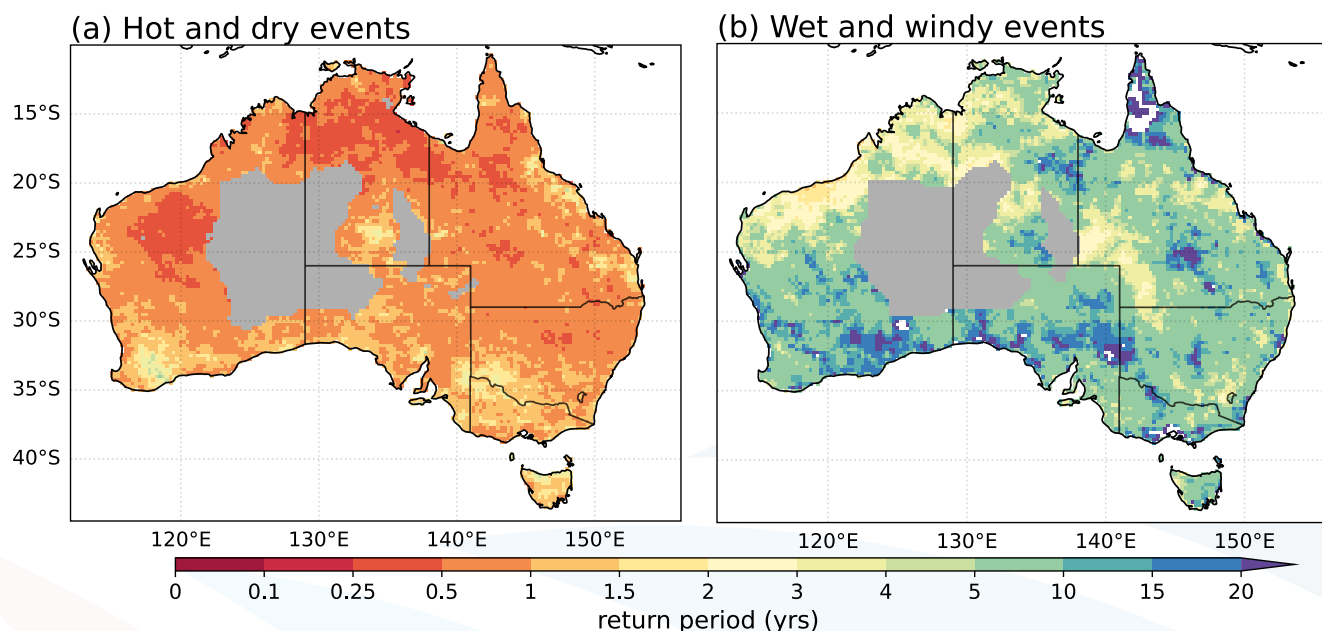 (a) Hot and dry events
(b) Wet and windy events
15°S
20°S
25°S
30°S
35°S
40°S
120°E 130°E 140°E 150°E
120°E 130°E 140°E 150°E
0 0.1 0.25 0.5 1 1.5 2 3 4 5 10 15 20
return period (yrs)